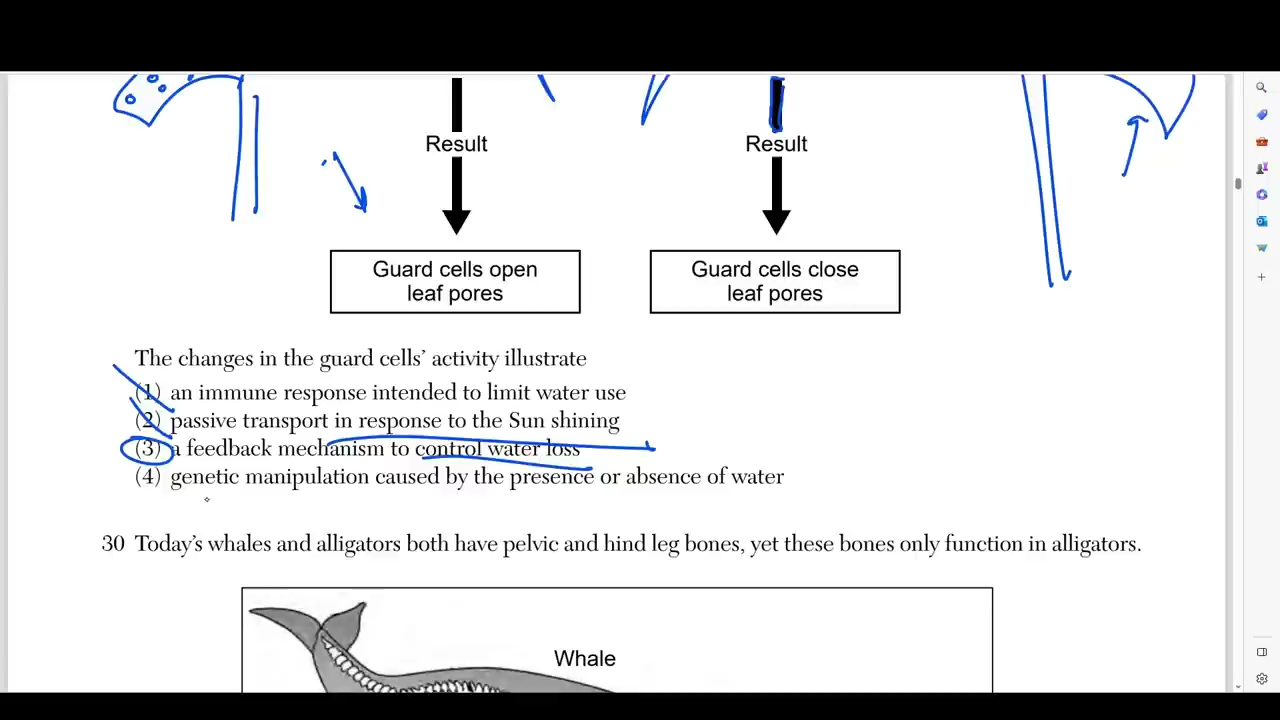 Result
Result
Guard cells open
leaf pores
Guard cells close
leaf pores
The changes in the guard cells' activity illustrate
(1) an immune response intended to limit water use
(2) passive transport in response to the Sun shining
(3) a feedback mechanism to control water loss
(4) genetic manipulation caused by the presence or absence of water
30 Today's whales and alligators both have pelvic and hind leg bones, yet these bones only function in alligators.
Whale